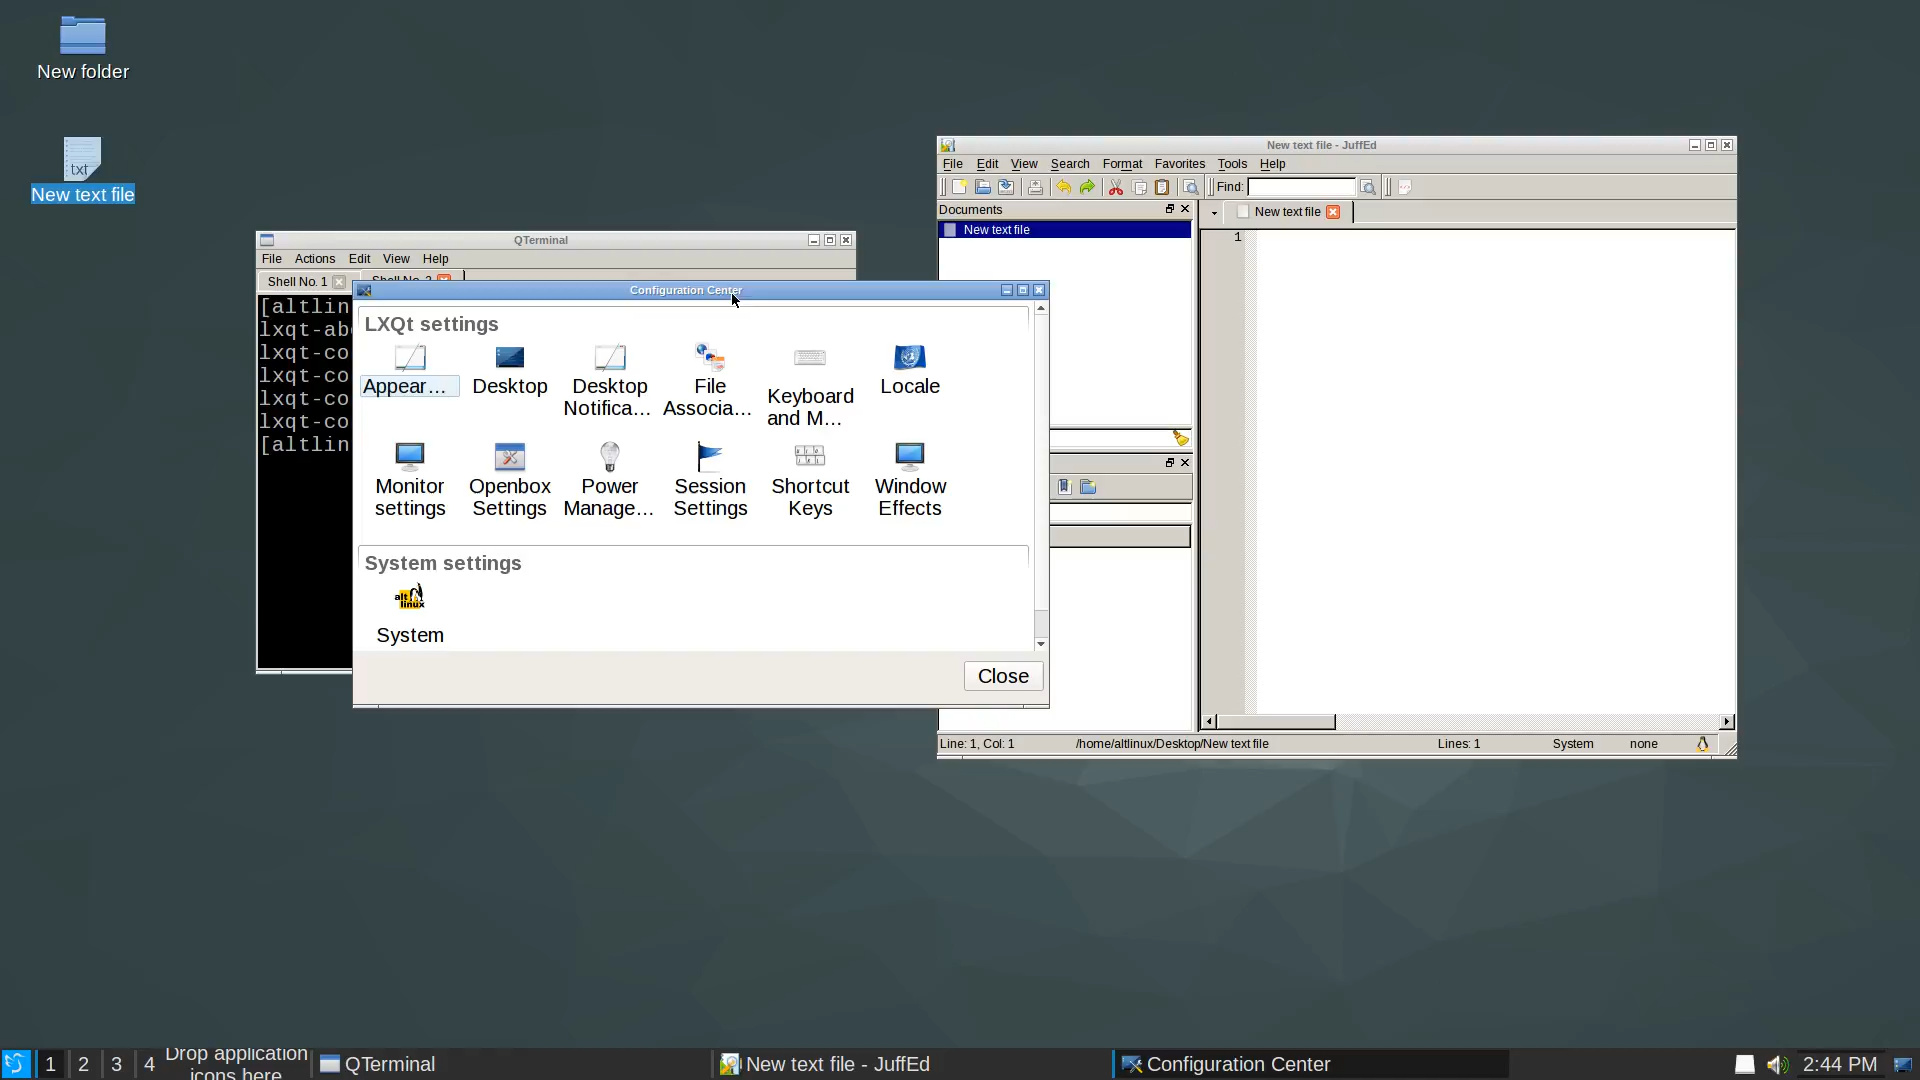 New folder
txt
New text file
QTerminal
File Actions Edit View Help
Shell No. 1
[altlin
lxqt-ab
lxqt-co
lxqt-co
lxqt-co
lxqt-co
[altlin
Configuration Center
LXQt settings
Appear...
Desktop
Desktop
Notifica...
File
Associa...
Keyboard
and M...
Locale
Monitor
settings
Openbox
Settings
Power
Manage...
Session
Settings
Shortcut
Keys
Window
Effects
System settings
alt
linux
System
Close
New text file - JuffEd
File Edit View Search Format Favorites Tools Help
Find:
Documents
New text file
New text file
1
Line: 1, Col: 1 /home/altlinux/Desktop/New text file Lines: 1 System none
1 2 3 4
Drop application
icons here
QTerminal
New text file - JuffEd
Configuration Center
2:44 PM